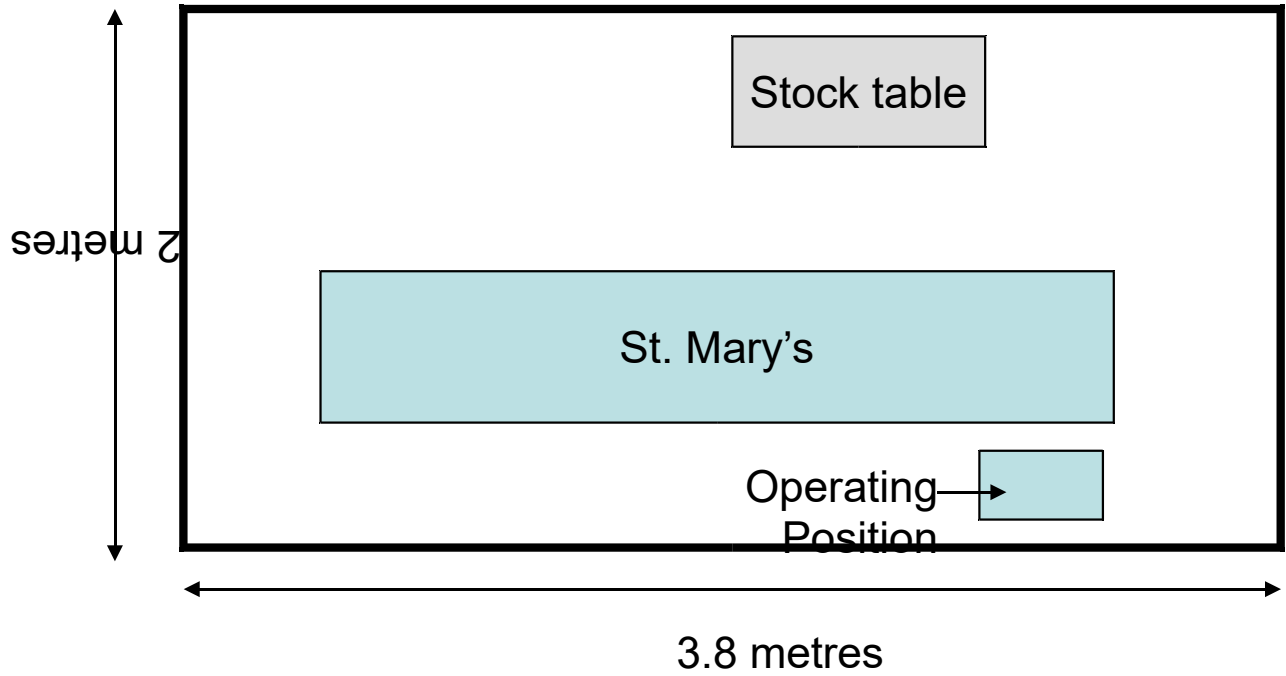 Stock table
2 metres
St. Mary’s
Operating
Position
3.8 metres